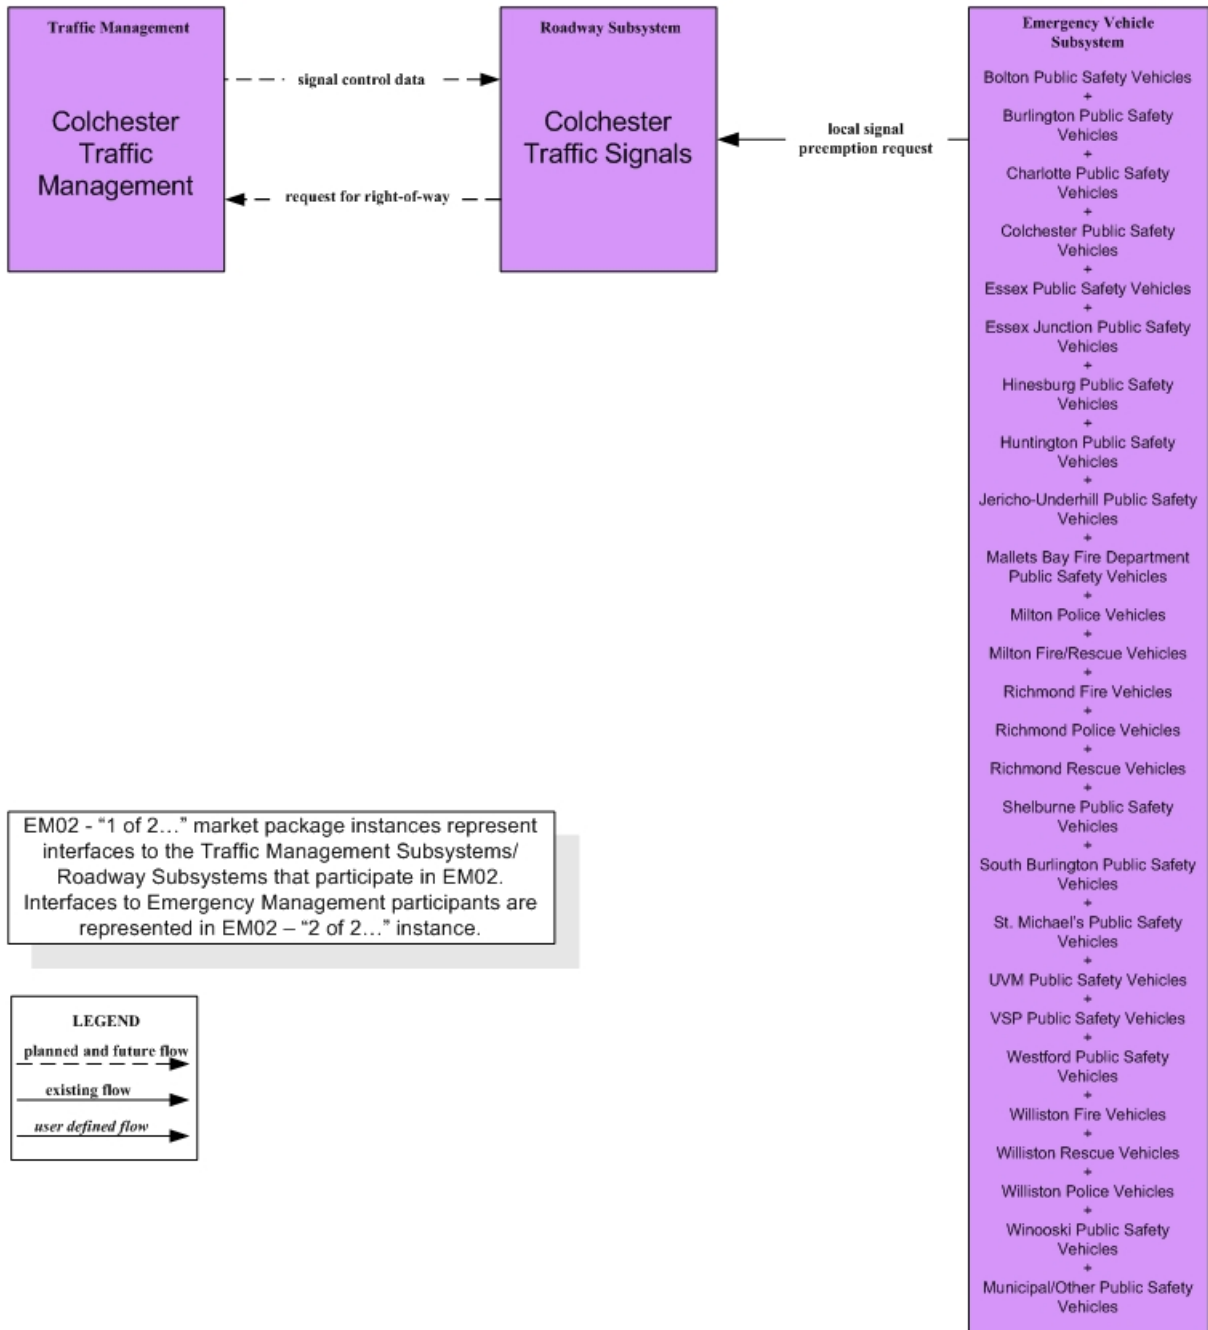 Traffic Management
Colchester
Traffic
Management
signal control data
request for right-of-way
Roadway Subsystem
Colchester
Traffic Signals
local signal
preemption request
Emergency Vehicle
Subsystem
Bolton Public Safety Vehicles
+
Burlington Public Safety
Vehicles
+
Charlotte Public Safety
Vehicles
+
Colchester Public Safety
Vehicles
+
Essex Public Safety Vehicles
+
Essex Junction Public Safety
Vehicles
+
Hinesburg Public Safety
Vehicles
+
Huntington Public Safety
Vehicles
+
Jericho-Underhill Public Safety
Vehicles
+
Mallets Bay Fire Department
Public Safety Vehicles
+
Milton Police Vehicles
+
Milton Fire/Rescue Vehicles
+
Richmond Fire Vehicles
+
Richmond Police Vehicles
+
Richmond Rescue Vehicles
+
Shelburne Public Safety
Vehicles
+
South Burlington Public Safety
Vehicles
+
St. Michael's Public Safety
Vehicles
+
UVM Public Safety Vehicles
+
VSP Public Safety Vehicles
+
Westford Public Safety
Vehicles
+
Williston Fire Vehicles
+
Williston Rescue Vehicles
+
Williston Police Vehicles
+
Winooski Public Safety
Vehicles
+
Municipal/Other Public Safety
Vehicles
EM02 - “1 of 2…” market package instances represent
interfaces to the Traffic Management Subsystems/
Roadway Subsystems that participate in EM02.
Interfaces to Emergency Management participants are
represented in EM02 – “2 of 2…” instance.
LEGEND
planned and future flow
existing flow
user defined flow